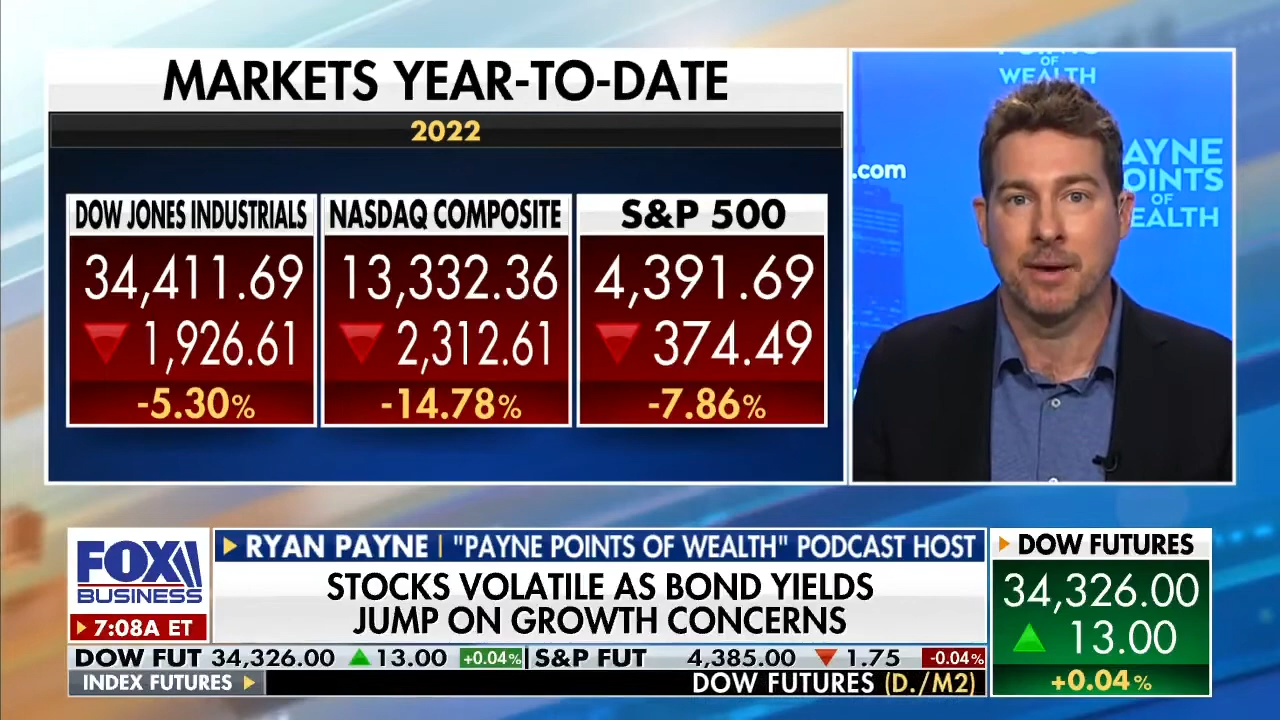 MARKETS YEAR-TO-DATE
2022
DOW JONES INDUSTRIALS
34,411.69
1,926.61
-5.30%
NASDAQ COMPOSITE
13,332.36
2,312.61
-14.78%
S&P 500
4,391.69
374.49
-7.86%
OF
WEALTH
.com
AYNE
OINTS
OF
EALTH
FOX
BUSINESS
7:08A ET
RYAN PAYNE | "PAYNE POINTS OF WEALTH" PODCAST HOST
STOCKS VOLATILE AS BOND YIELDS
JUMP ON GROWTH CONCERNS
DOW FUTURES
34,326.00
13.00
+0.04%
DOW FUT 34,326.00 13.00 +0.04% S&P FUT 4,385.00 1.75 -0.04%
INDEX FUTURES
DOW FUTURES (D./M2)